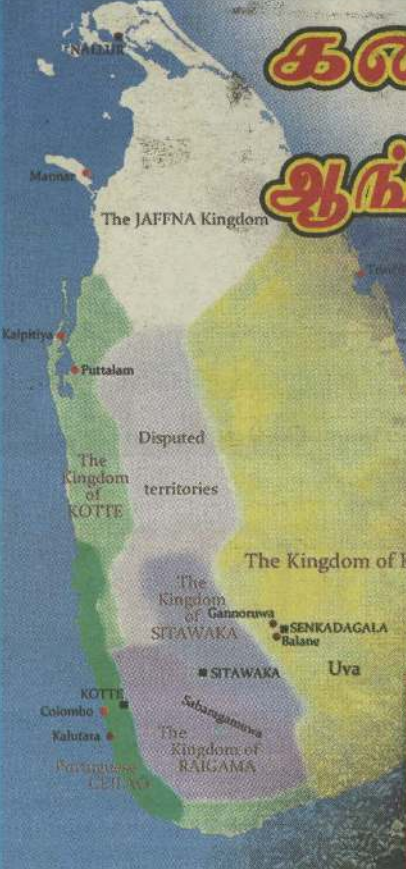 NALLUR
Mannar
The JAFFNA Kingdom
Kalpitiya
Puttalam
Disputed
territories
The
Kingdom
of
KOTTE
The Kingdom of
The
Kingdom
of
SITAWAKA
Gannoruwa
SENKADAGALA
Balane
SITAWAKA
Uva
KOTTE
Colombo
Sabaragamuwa
Kalutara
The
Kingdom of
RAIGAMA
Portuguese
CEILAO